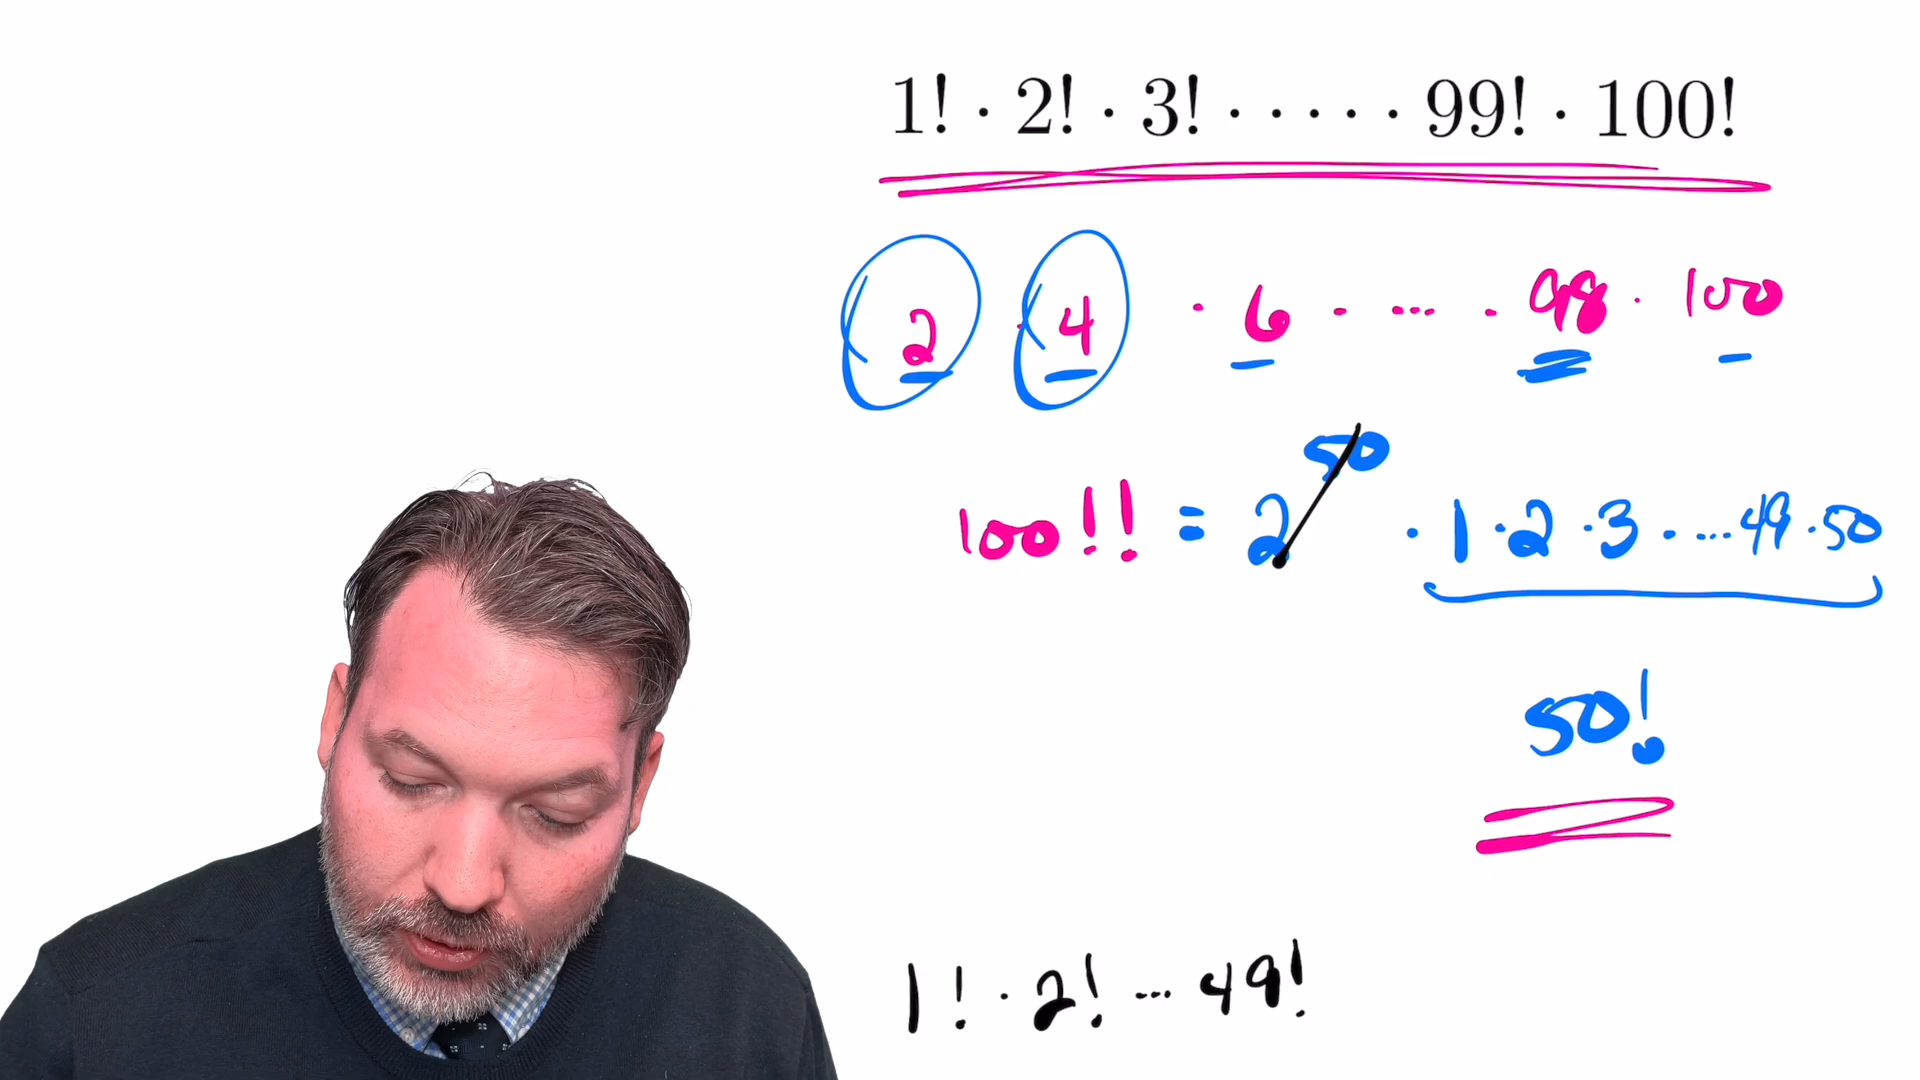 1! · 2! · 3! · · · · · 99! · 100!
2 · 4 · 6 · ... · 98 · 100
100!! = 2^50 · 1 · 2 · 3 · ... 49 · 50
50!
1! · 2! ... 49!